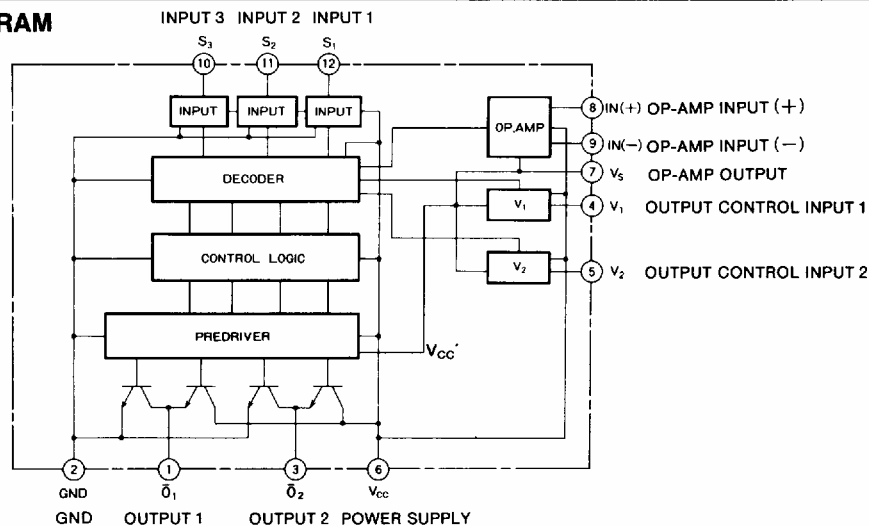 RAM
INPUT 3 INPUT 2 INPUT 1
S₃ S₂ S₁
10 11 12
INPUT INPUT INPUT
OP,AMP
8 IN(+) OP-AMP INPUT (+)
9 IN(−) OP-AMP INPUT (−)
7 VS OP-AMP OUTPUT
DECODER
V₁
4 V₁ OUTPUT CONTROL INPUT 1
CONTROL LOGIC
V₂
5 V₂ OUTPUT CONTROL INPUT 2
PREDRIVER
VCC'
2 1 3 6
GND Ō₁ Ō₂ VCC
GND OUTPUT 1 OUTPUT 2 POWER SUPPLY